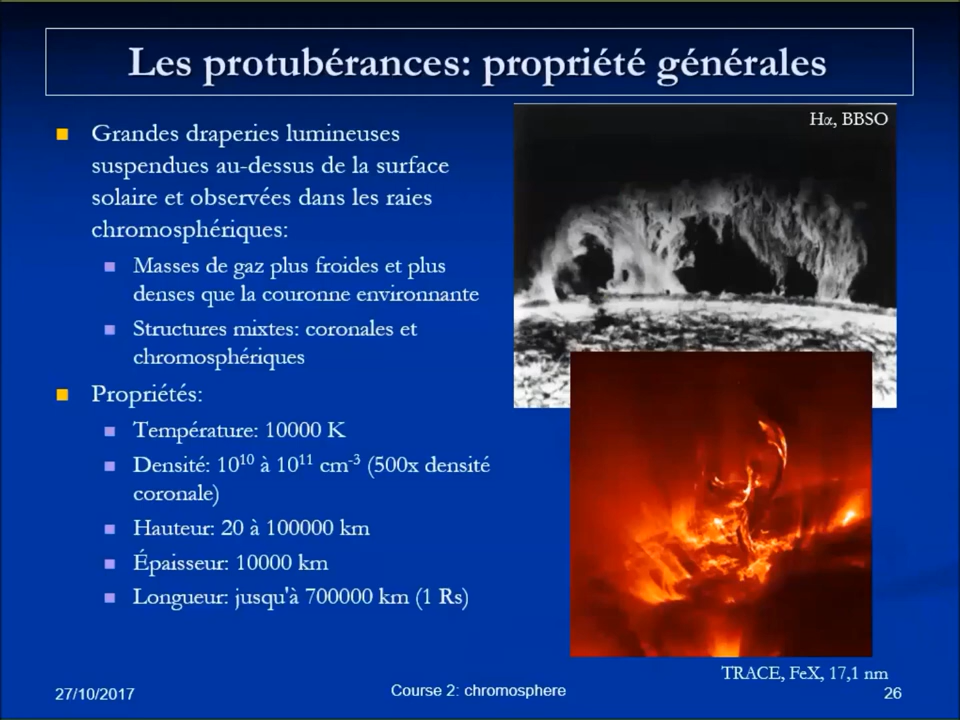 Les protubérances: propriété générales
Grandes draperies lumineuses
suspendues au-dessus de la surface
solaire et observées dans les raies
chromosphériques:
Masses de gaz plus froides et plus
denses que la couronne environnante
Structures mixtes: coronales et
chromosphériques
Propriétés:
Température: 10000 K
Densité: 10¹⁰ à 10¹¹ cm⁻³ (500x densité
coronale)
Hauteur: 20 à 100000 km
Épaisseur: 10000 km
Longueur: jusqu'à 700000 km (1 Rs)
Hα, BBSO
TRACE, FeX, 17,1 nm
27/10/2017
Course 2: chromosphere
26